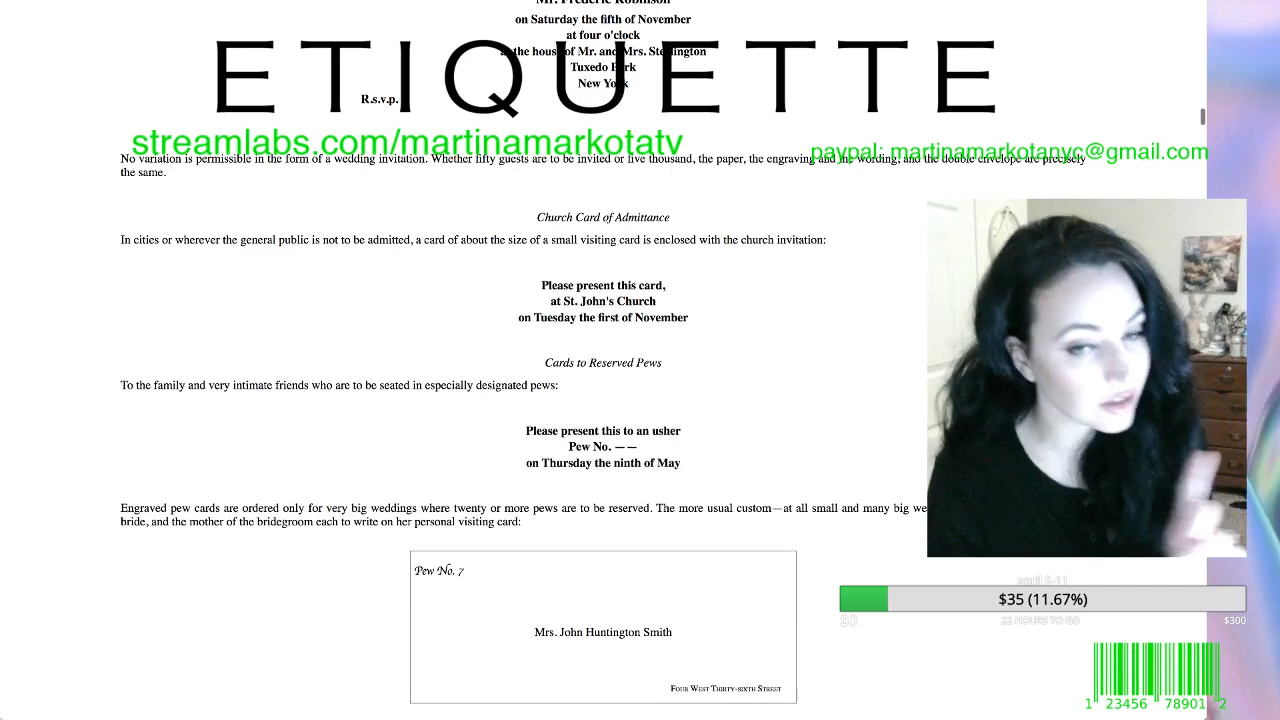 Mr. Frederic Robinson
on Saturday the fifth of November
at four o'clock
at the house of Mr. and Mrs. Sterlington
Tuxedo Park
New York
R.s.v.p.
ETIQUETTE
streamlabs.com/martinamarkotatv
paypal: martinamarkotanyc@gmail.com
No variation is permissible in the form of a wedding invitation. Whether fifty guests are to be invited or five thousand, the paper, the engraving and the wording, and the double envelope are precisely
the same.
Church Card of Admittance
In cities or wherever the general public is not to be admitted, a card of about the size of a small visiting card is enclosed with the church invitation:
Please present this card,
at St. John's Church
on Tuesday the first of November
Cards to Reserved Pews
To the family and very intimate friends who are to be seated in especially designated pews:
Please present this to an usher
Pew No. ——
on Thursday the ninth of May
Engraved pew cards are ordered only for very big weddings where twenty or more pews are to be reserved. The more usual custom—at all small and many big we
bride, and the mother of the bridegroom each to write on her personal visiting card:
Pew No. 7
Mrs. John Huntington Smith
Four West Thirty-sixth Street
april 5-11
$35 (11.67%)
$0
22 HOURS TO GO
$300
1 23456 78901 2